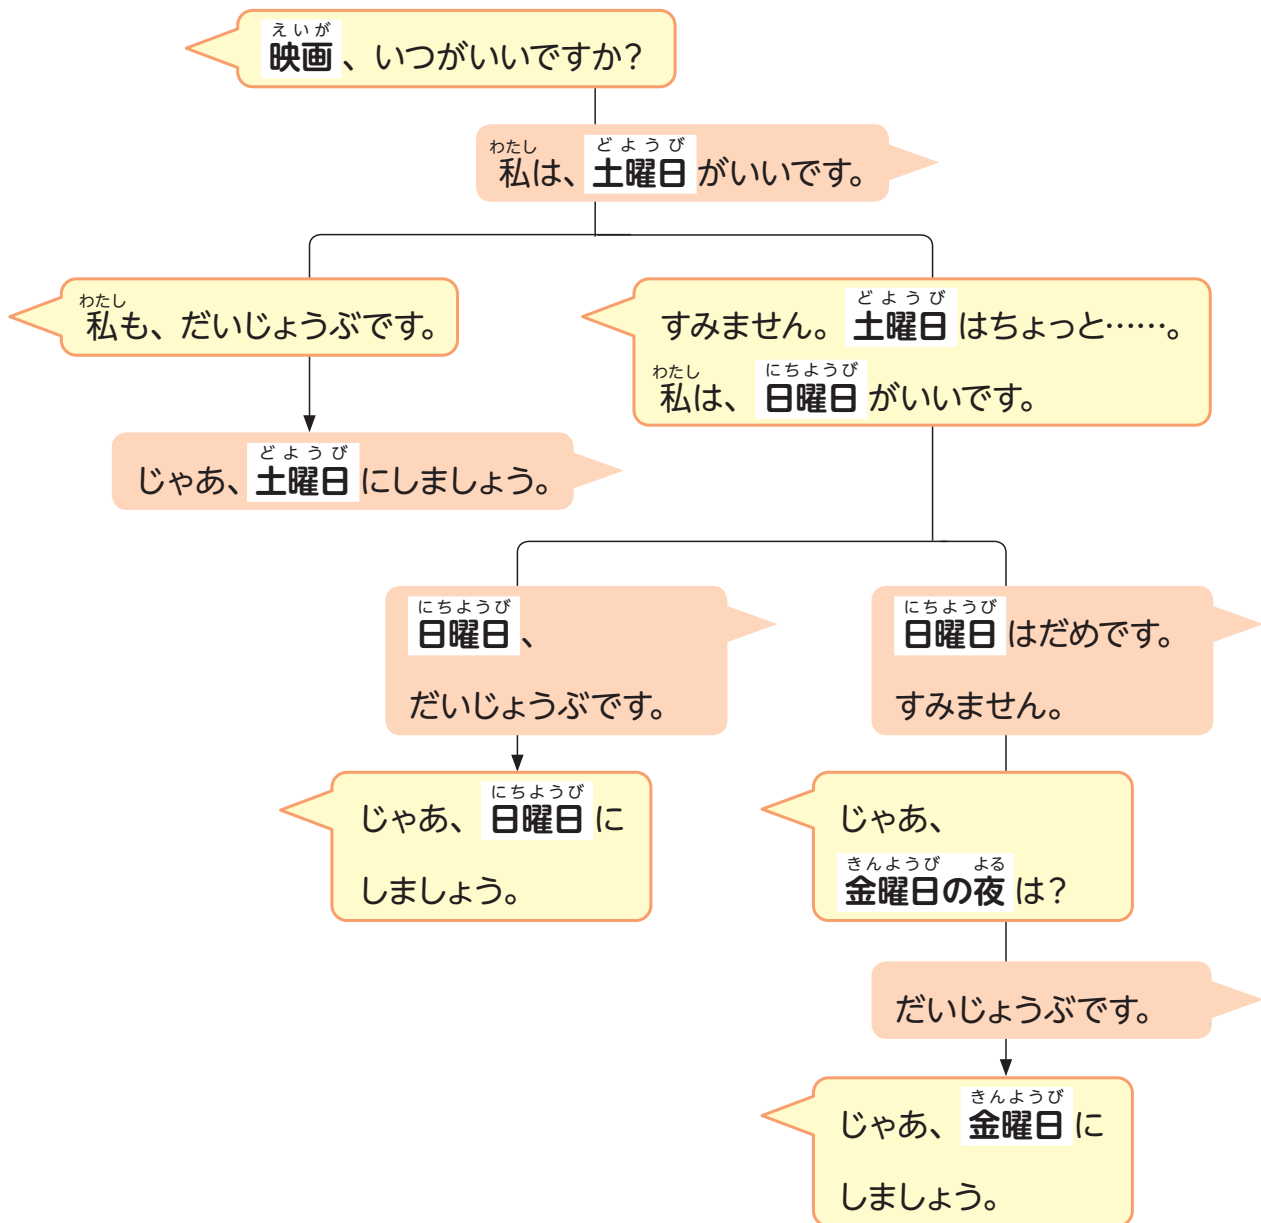 えいが
映画、いつがいいですか？
わたし どようび
私は、土曜日がいいです。
わたし
私も、だいじょうぶです。
どようび
じゃあ、土曜日にしましょう。
どようび
すみません。土曜日はちょっと……。
わたし にちようび
私は、日曜日がいいです。
にちようび
日曜日、
だいじょうぶです。
にちようび
じゃあ、日曜日に
しましょう。
にちようび
日曜日はだめです。
すみません。
じゃあ、
きんようび よる
金曜日の夜は？
だいじょうぶです。
きんようび
じゃあ、金曜日に
しましょう。